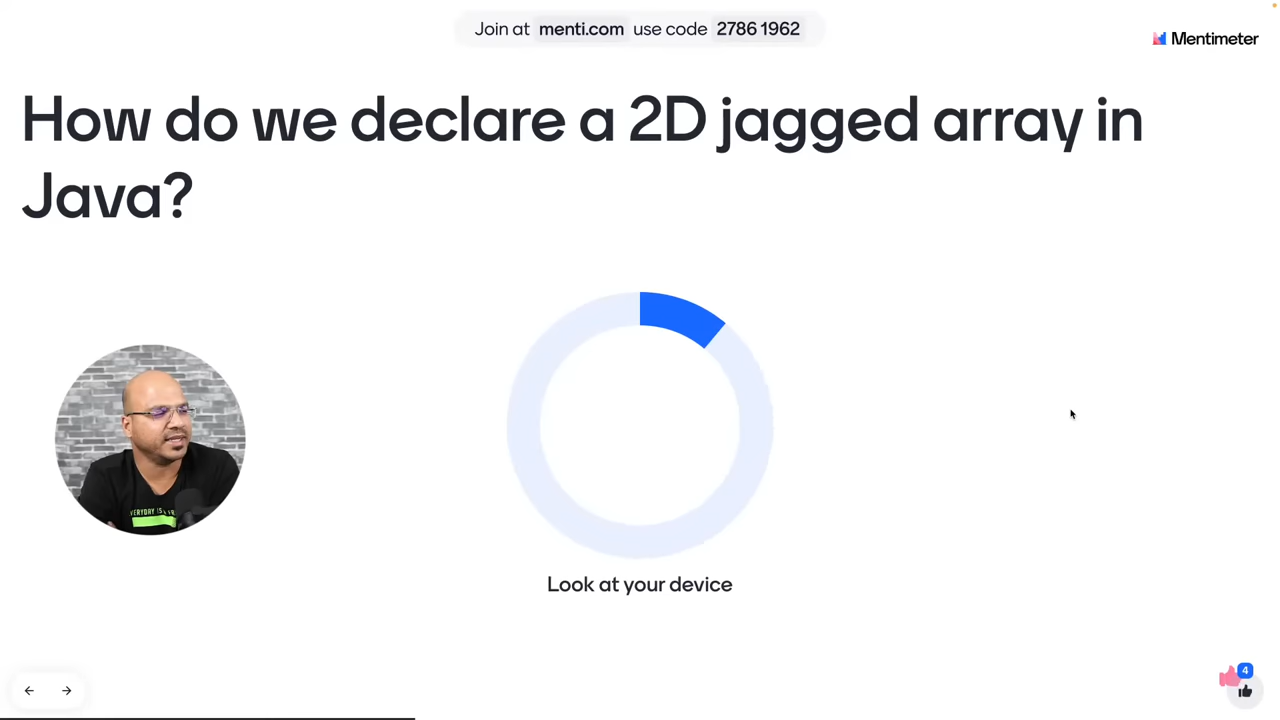 Join at menti.com use code 2786 1962
Mentimeter
How do we declare a 2D jagged array in
Java?
Look at your device
4